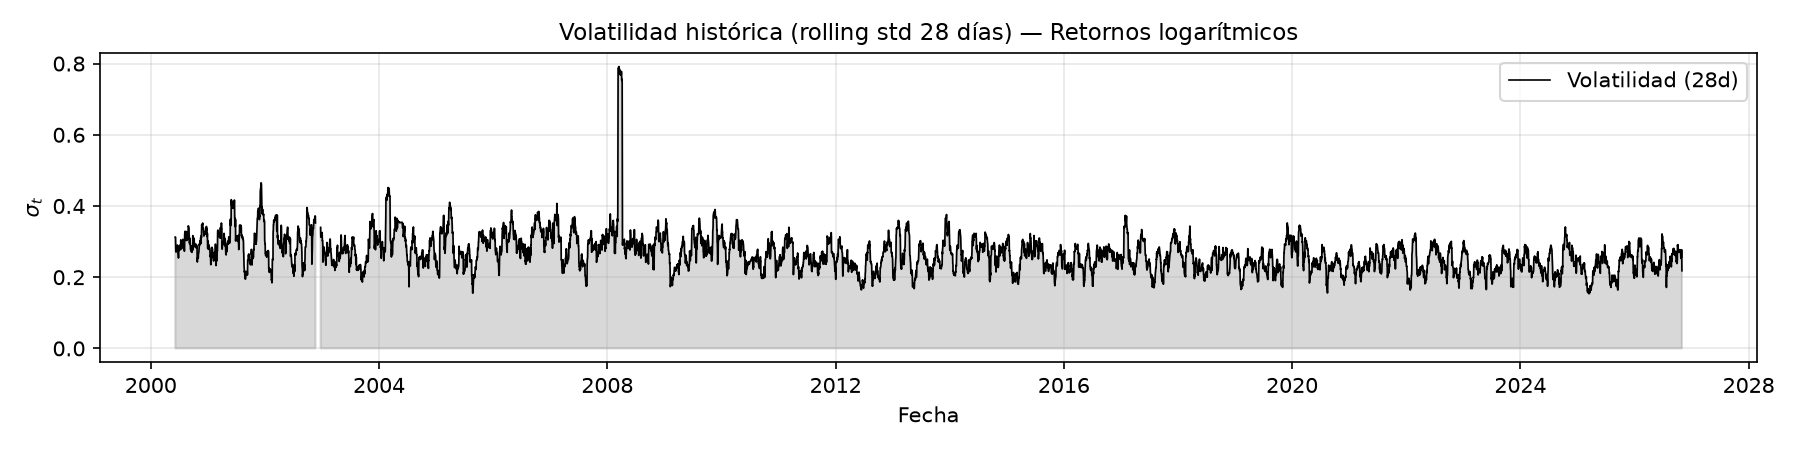 Volatilidad histórica (rolling std 28 días) — Retornos logarítmicos
Volatilidad (28d)
0.8
0.6
0.4
0.2
0.0
σt
2000 2004 2008 2012 2016 2020 2024 2028
Fecha